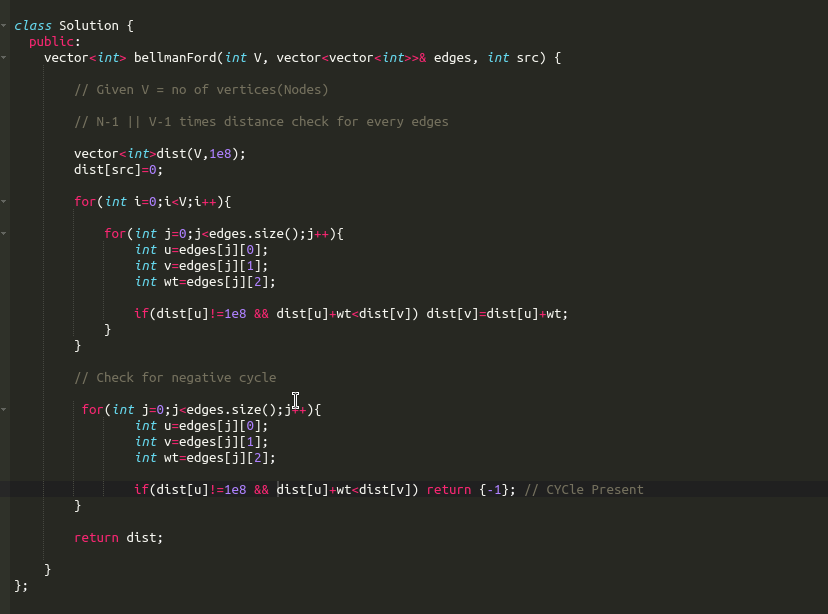 class Solution {
public:
vector<int> bellmanFord(int V, vector<vector<int>>& edges, int src) {
// Given V = no of vertices(Nodes)
// N-1 || V-1 times distance check for every edges
vector<int>dist(V,1e8);
dist[src]=0;
for(int i=0;i<V;i++){
for(int j=0;j<edges.size();j++){
int u=edges[j][0];
int v=edges[j][1];
int wt=edges[j][2];
if(dist[u]!=1e8 && dist[u]+wt<dist[v]) dist[v]=dist[u]+wt;
}
}
// Check for negative cycle
for(int j=0;j<edges.size();j++){
int u=edges[j][0];
int v=edges[j][1];
int wt=edges[j][2];
if(dist[u]!=1e8 && dist[u]+wt<dist[v]) return {-1}; // CYCle Present
}
return dist;
}
};